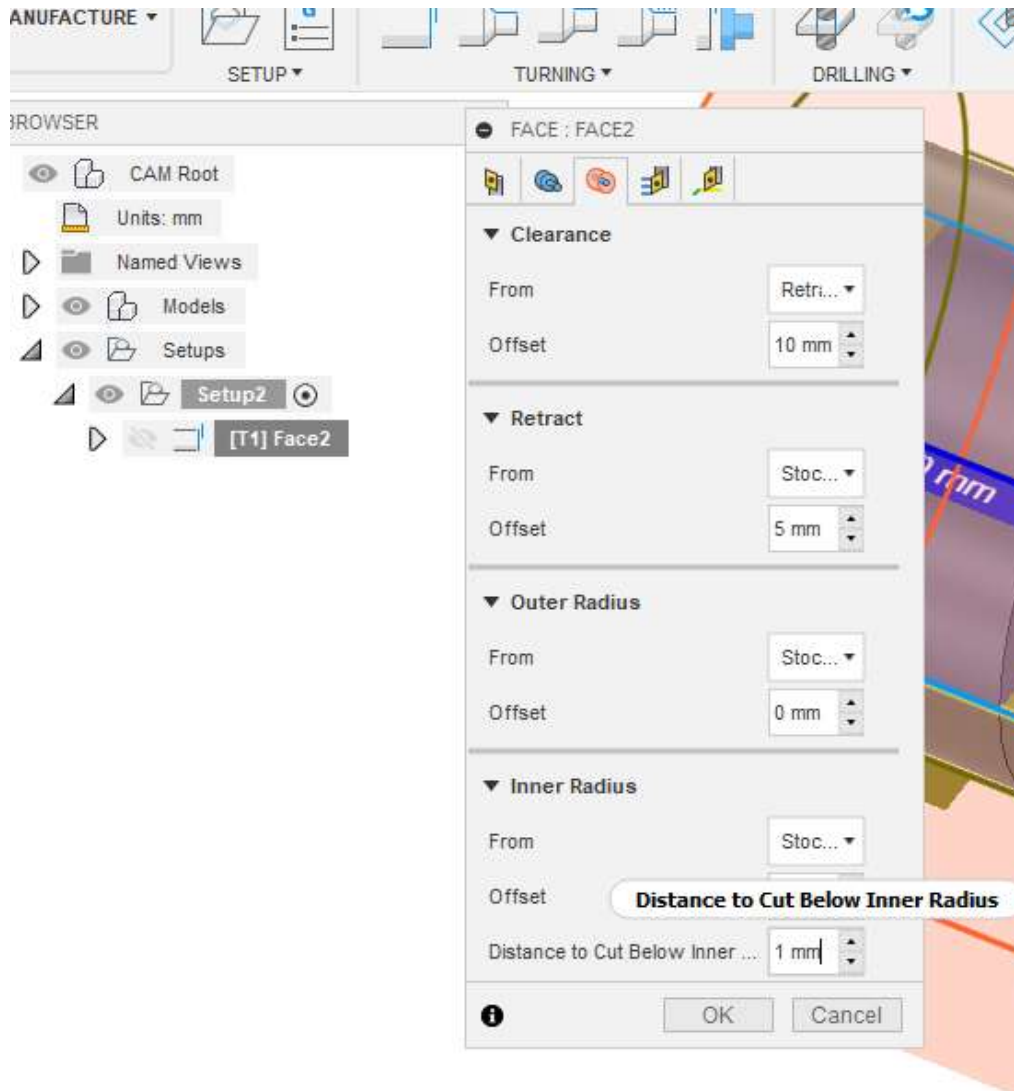 ANUFACTURE
G
SETUP
TURNING
DRILLING
BROWSER
CAM Root
Units: mm
Named Views
Models
Setups
Setup2
[T1] Face2
FACE : FACE2
Clearance
From Retri...
Offset 10 mm
Retract
From Stoc...
Offset 5 mm
Outer Radius
From Stoc...
Offset 0 mm
Inner Radius
From Stoc...
Offset
Distance to Cut Below Inner Radius
Distance to Cut Below Inner ... 1 mm
OK Cancel
mm